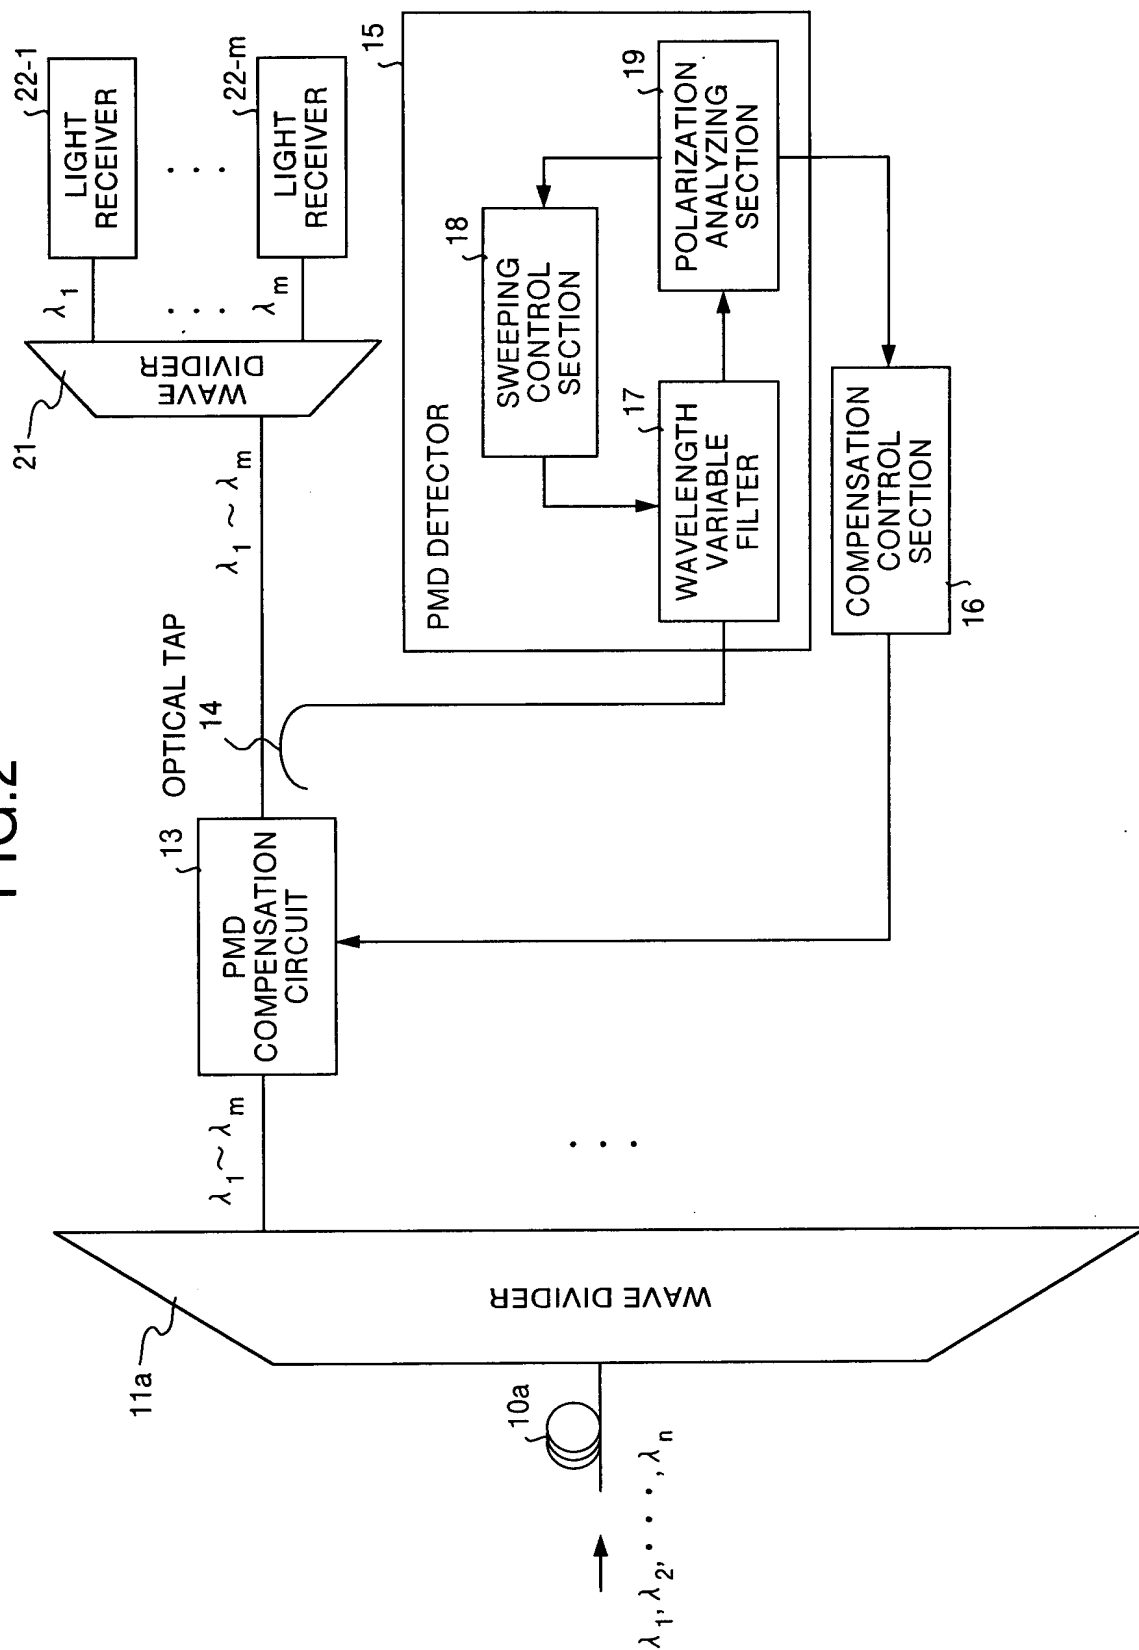 FIG.2
λ1, λ2, · · · , λn
10a
11a
WAVE DIVIDER
λ1~λm
· · ·
13
PMD
COMPENSATION
CIRCUIT
OPTICAL TAP
14
λ1 ~ λm
21
WAVE
DIVIDER
λ1
· · ·
λm
22-1
LIGHT
RECEIVER
· · ·
22-m
LIGHT
RECEIVER
15
PMD DETECTOR
18
SWEEPING
CONTROL
SECTION
17
WAVELENGTH
VARIABLE
FILTER
19
POLARIZATION
ANALYZING
SECTION
COMPENSATION
CONTROL
SECTION
16